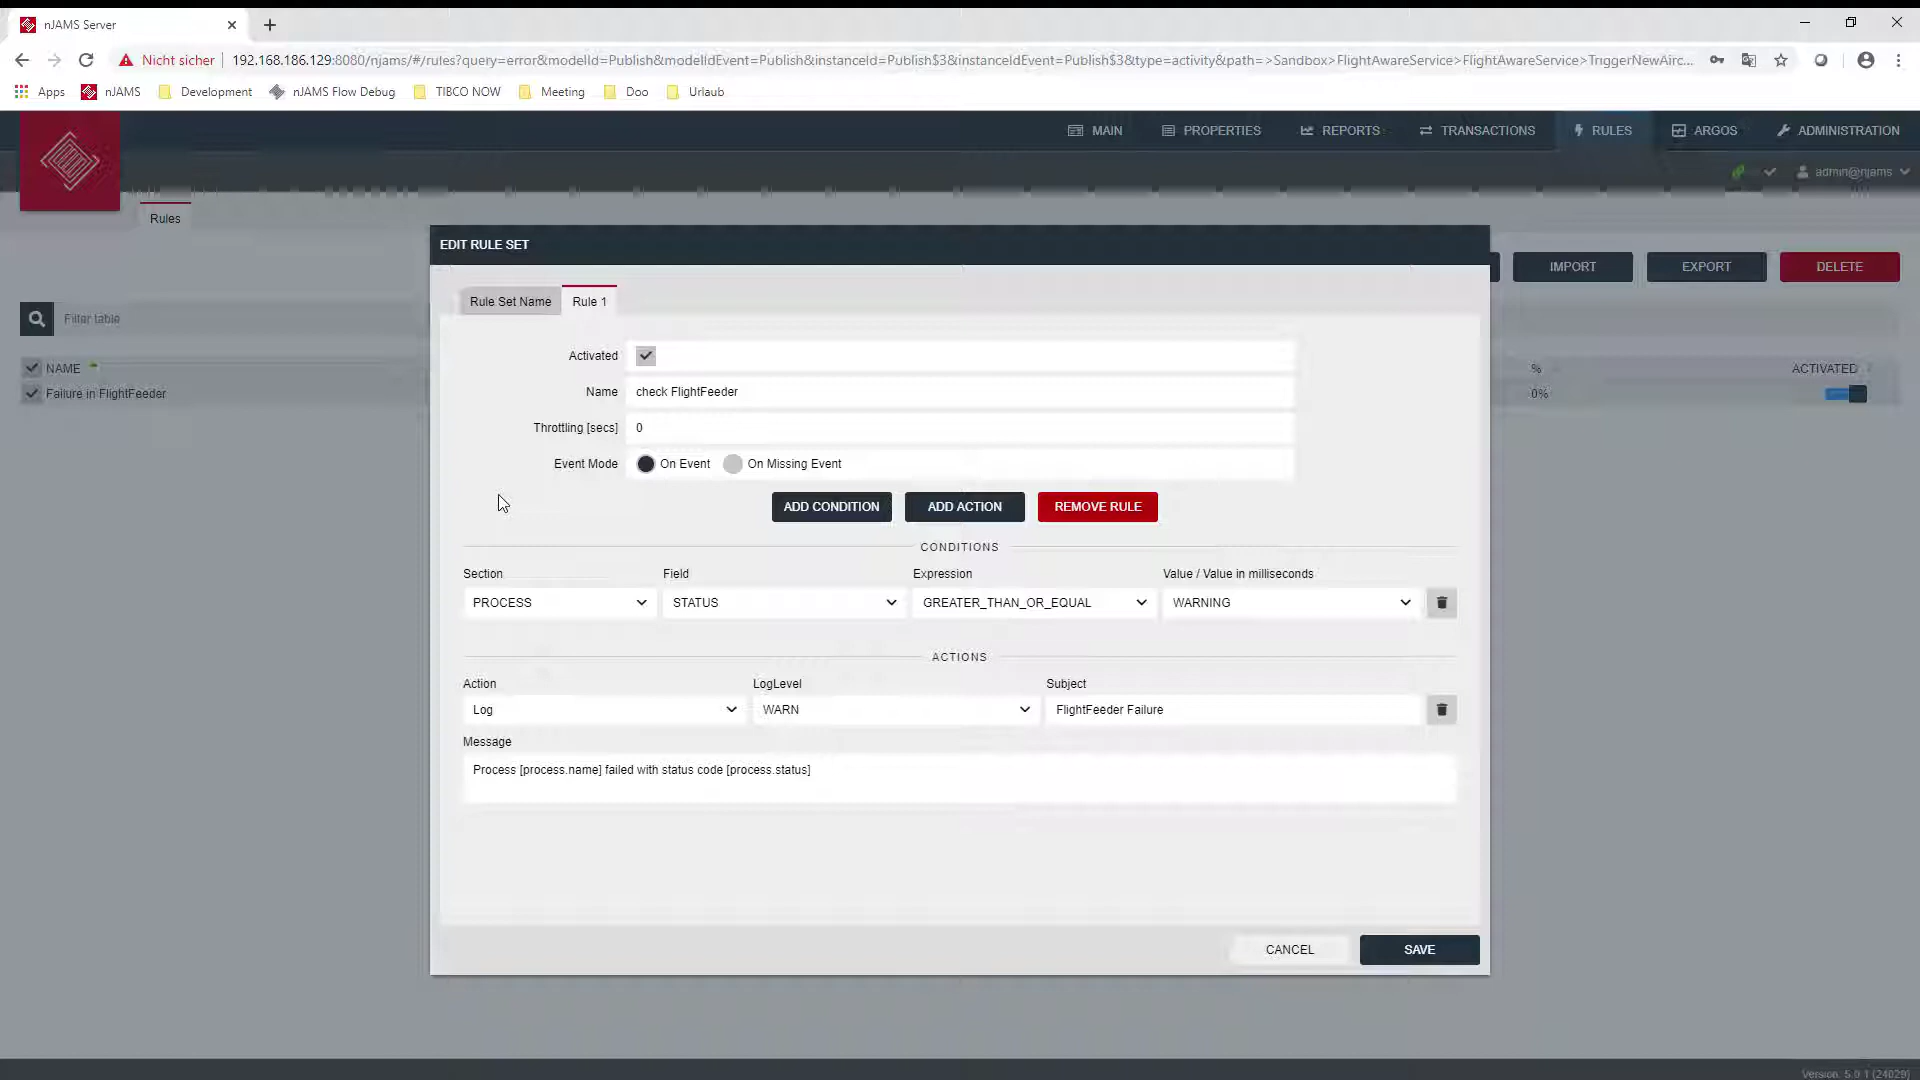 nJAMS Server
Nicht sicher
192.168.186.129:8080/njams/#/rules?query=error&modelId=Publish&modelIdEvent=Publish&instanceId=Publish$3&instanceIdEvent=Publish$3&type=activity&path=>Sandbox>FlightAwareService>FlightAwareService>TriggerNewAirc...
Apps nJAMS Development nJAMS Flow Debug TIBCO NOW Meeting Doo Urlaub
MAIN PROPERTIES REPORTS TRANSACTIONS RULES ARGOS ADMINISTRATION
admin@njams
Rules
EDIT RULE SET
IMPORT EXPORT DELETE
Rule Set Name Rule 1
Filter table
Activated
NAME % ACTIVATED
Name check FlightFeeder
Failure in FlightFeeder 0%
Throttling [secs] 0
Event Mode On Event On Missing Event
ADD CONDITION ADD ACTION REMOVE RULE
CONDITIONS
Section Field Expression Value / Value in milliseconds
PROCESS STATUS GREATER_THAN_OR_EQUAL WARNING
ACTIONS
Action LogLevel Subject
Log WARN FlightFeeder Failure
Message
Process [process.name] failed with status code [process.status]
CANCEL SAVE
Version: 5.0.1 (24029)